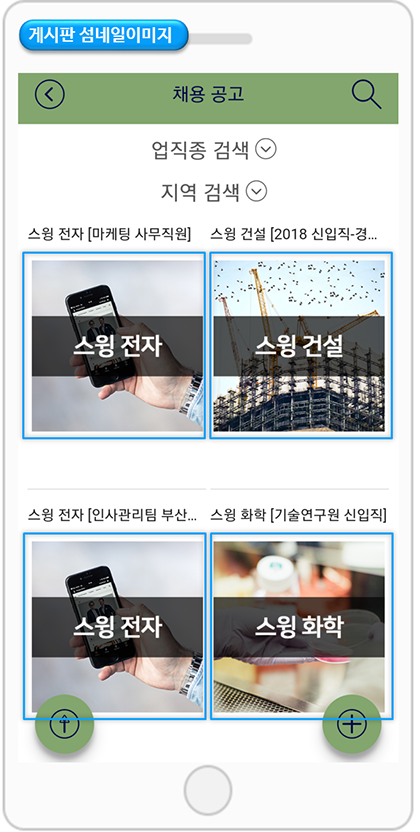 게시판 섬네일이미지
채용 공고
업직종 검색
지역 검색
스윙 전자 [마케팅 사무직원]
스윙 건설 [2018 신입직-경...
스윙 전자
스윙 건설
스윙 전자 [인사관리팀 부산...
스윙 화학 [기술연구원 신입직]
스윙 전자
스윙 화학